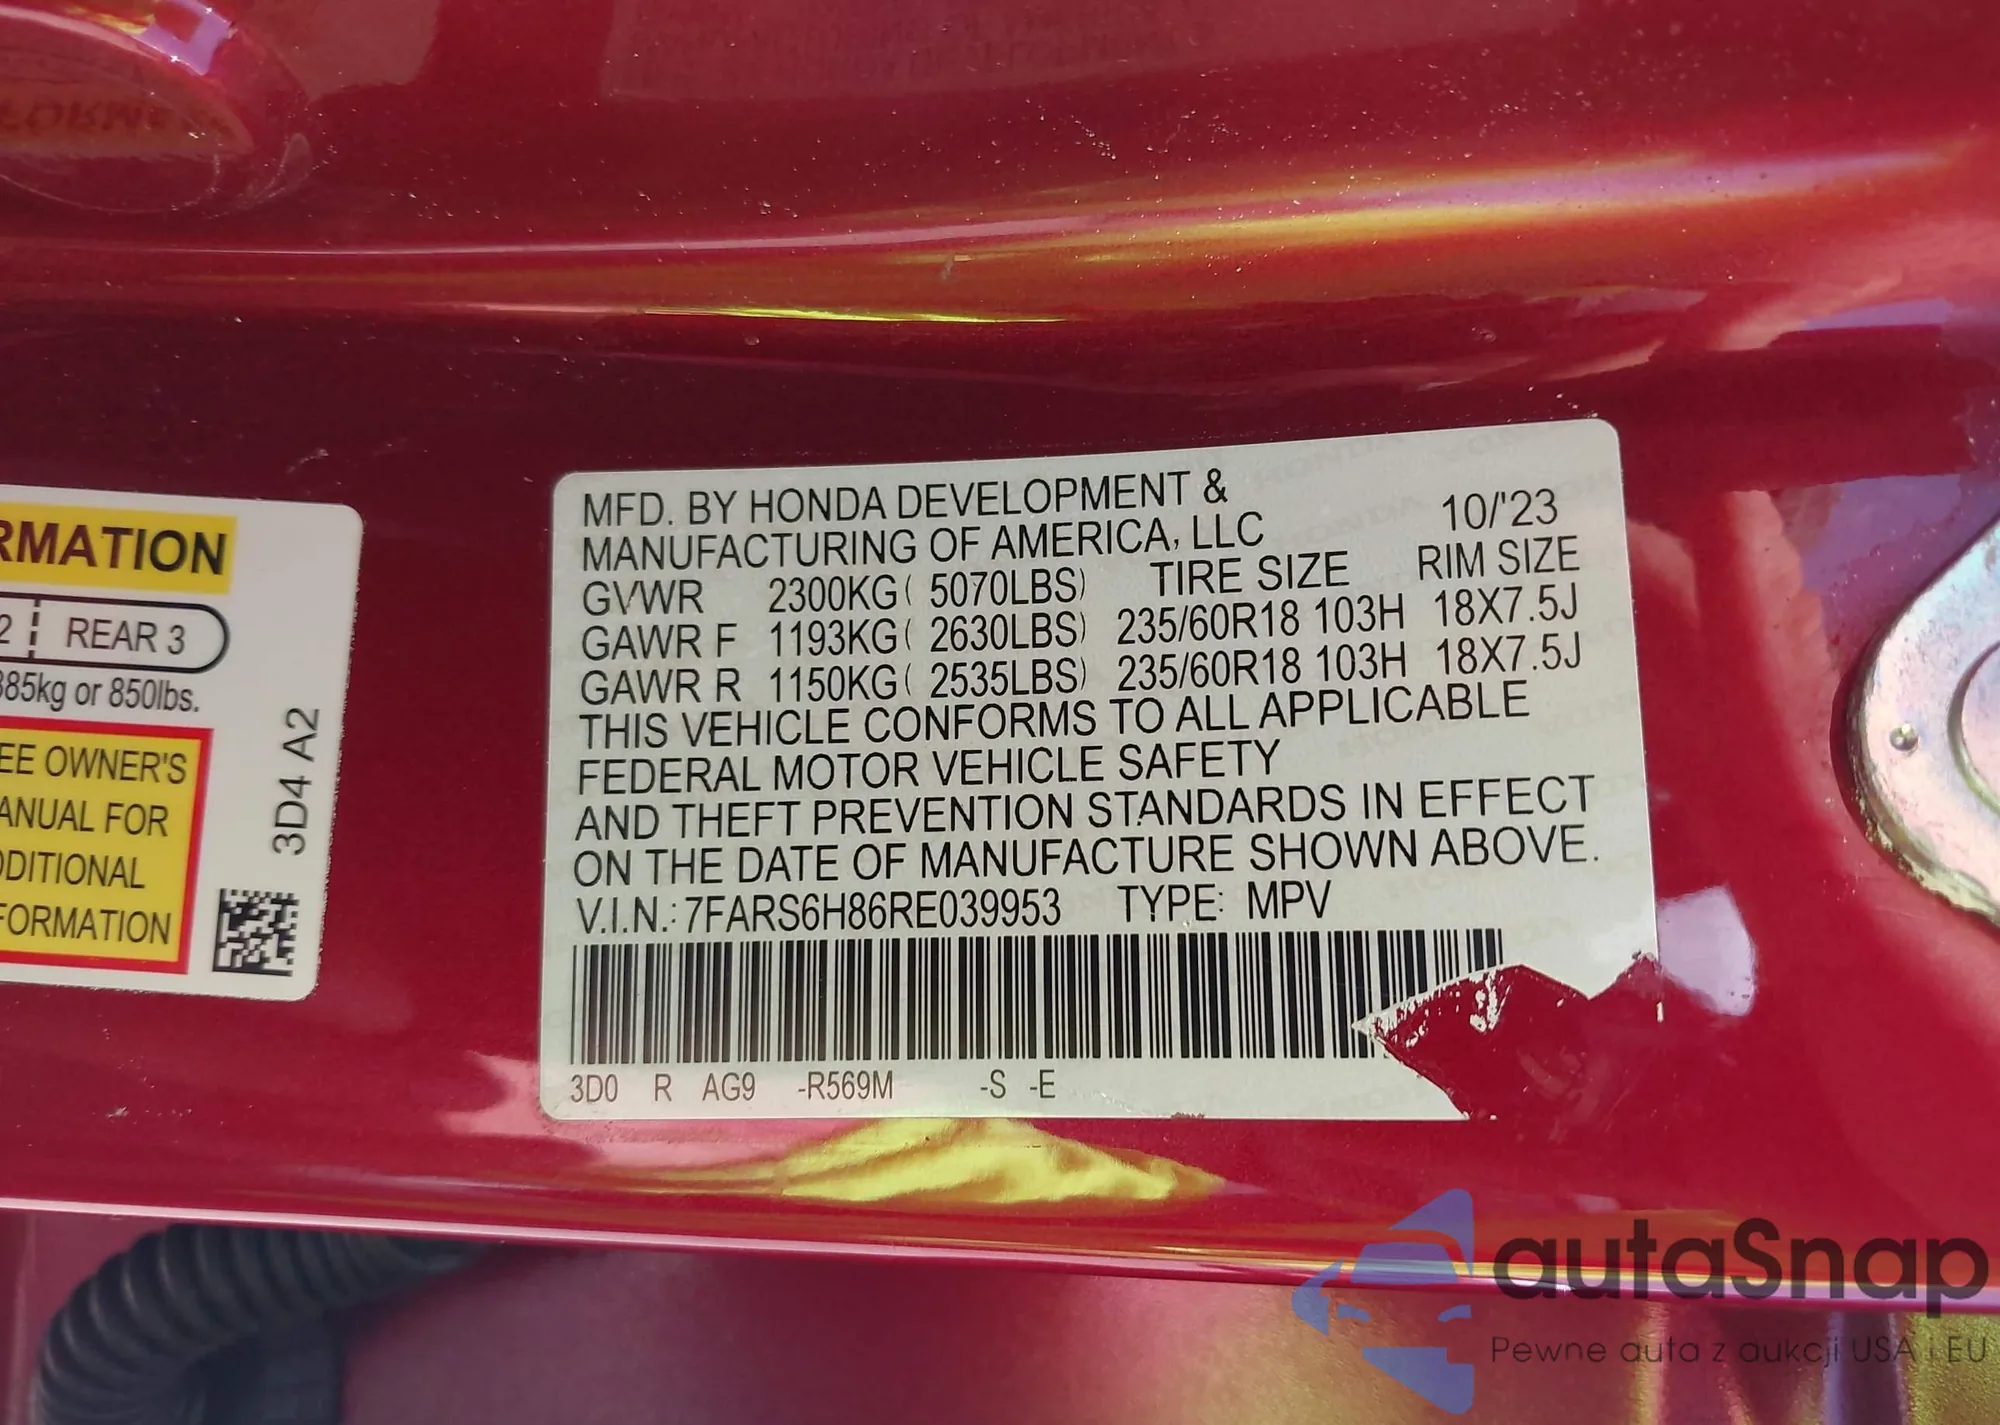 RMATION
2 REAR 3
385kg or 850lbs.
EE OWNER'S
ANUAL FOR
DDITIONAL
FORMATION
3D4 A2
MFD. BY HONDA DEVELOPMENT &
MANUFACTURING OF AMERICA, LLC 10/'23
GVWR 2300KG( 5070LBS) TIRE SIZE RIM SIZE
GAWR F 1193KG( 2630LBS) 235/60R18 103H 18X7.5J
GAWR R 1150KG( 2535LBS) 235/60R18 103H 18X7.5J
THIS VEHICLE CONFORMS TO ALL APPLICABLE
FEDERAL MOTOR VEHICLE SAFETY
AND THEFT PREVENTION STANDARDS IN EFFECT
ON THE DATE OF MANUFACTURE SHOWN ABOVE.
V.I.N.: 7FARS6H86RE039953 TYPE: MPV
3D0 R AG9 -R569M -S -E
autaSnap
Pewne auta z aukcji USA i EU